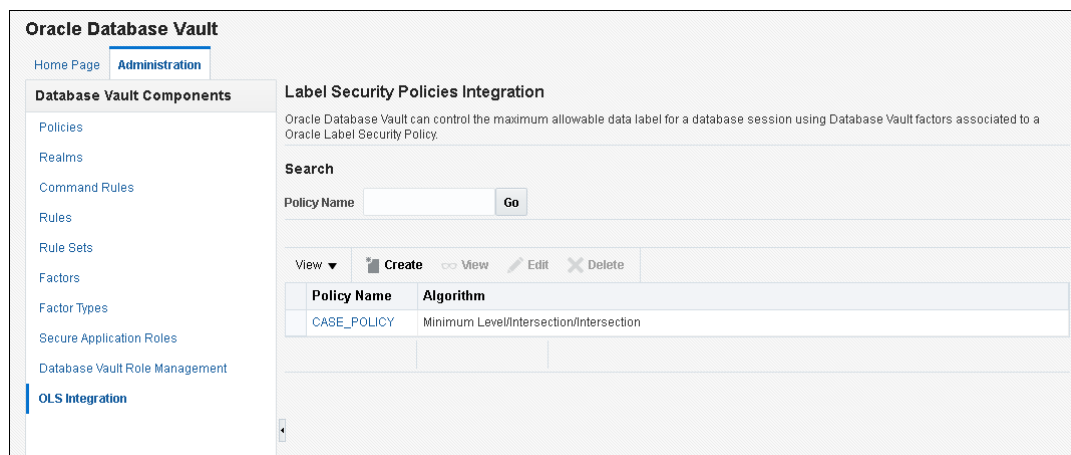 Oracle Database Vault
Home Page Administration
Database Vault Components
Policies
Realms
Command Rules
Rules
Rule Sets
Factors
Factor Types
Secure Application Roles
Database Vault Role Management
OLS Integration
Label Security Policies Integration
Oracle Database Vault can control the maximum allowable data label for a database session using Database Vault factors associated to a
Oracle Label Security Policy.
Search
Policy Name Go
View Create View Edit Delete
Policy Name Algorithm
CASE_POLICY Minimum Level/Intersection/Intersection